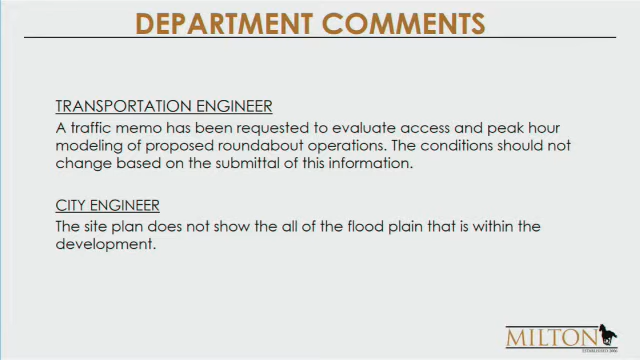 DEPARTMENT COMMENTS
TRANSPORTATION ENGINEER
A traffic memo has been requested to evaluate access and peak hour
modeling of proposed roundabout operations. The conditions should not
change based on the submittal of this information.
CITY ENGINEER
The site plan does not show the all of the flood plain that is within the
development.
MILTON
ESTABLISHED 2006